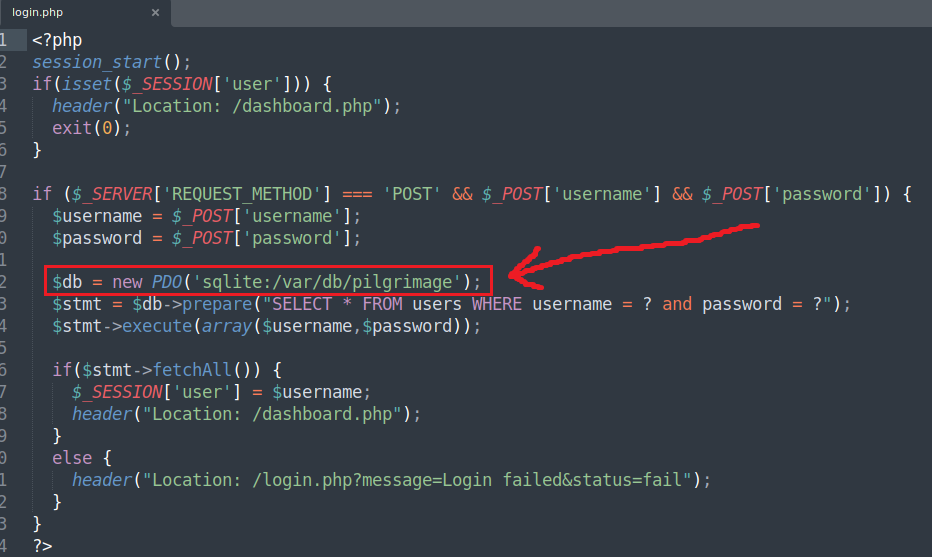 login.php ×
1 <?php
2 session_start();
3 if(isset($_SESSION['user'])) {
4 header("Location: /dashboard.php");
5 exit(0);
6 }
7
8 if ($_SERVER['REQUEST_METHOD'] === 'POST' && $_POST['username'] && $_POST['password']) {
9 $username = $_POST['username'];
0 $password = $_POST['password'];
1
2 $db = new PDO('sqlite:/var/db/pilgrimage');
3 $stmt = $db->prepare("SELECT * FROM users WHERE username = ? and password = ?");
4 $stmt->execute(array($username,$password));
5
6 if($stmt->fetchAll()) {
7 $_SESSION['user'] = $username;
8 header("Location: /dashboard.php");
9 }
0 else {
1 header("Location: /login.php?message=Login failed&status=fail");
2 }
3 }
4 ?>